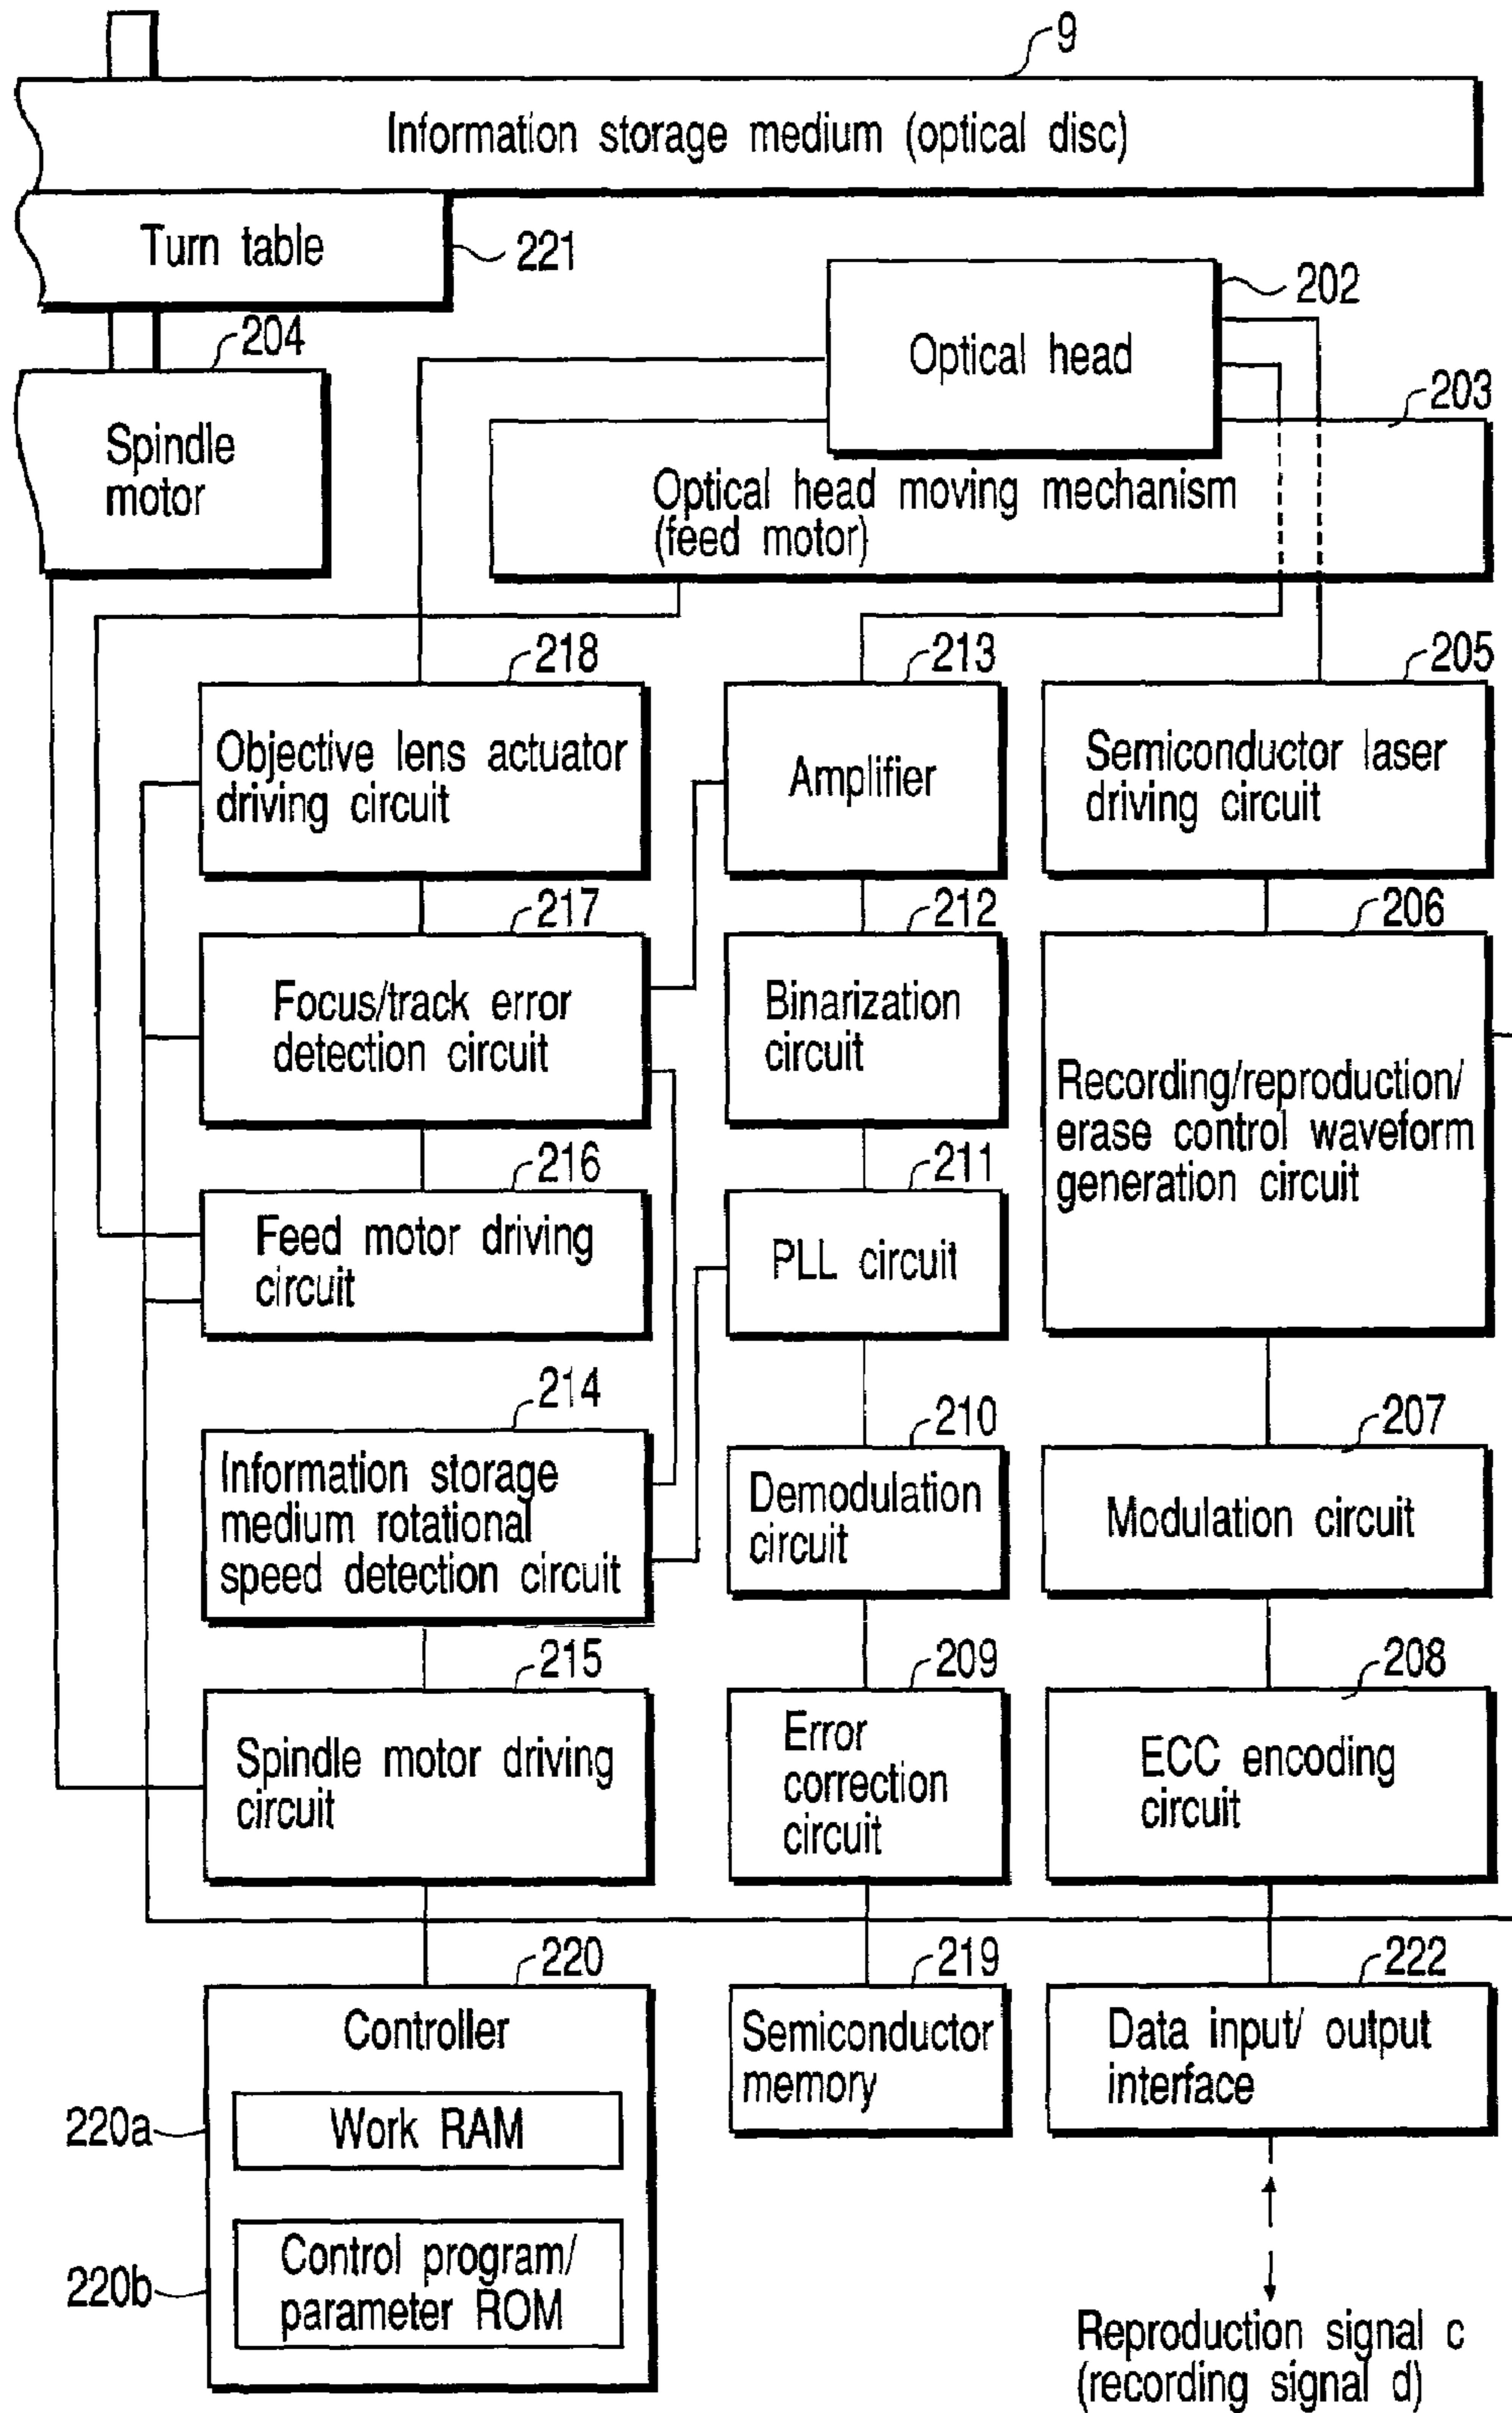 9
Information storage medium (optical disc)
Turn table
221
202
204
Optical head
203
Spindle
motor
Optical head moving mechanism
(feed motor)
218
213
205
Objective lens actuator
driving circuit
Amplifier
Semiconductor laser
driving circuit
217
212
206
Focus/track error
detection circuit
Binarization
circuit
Recording/reproduction/
erase control waveform
generation circuit
216
211
Feed motor driving
circuit
PLL circuit
214
210
207
Information storage
medium rotational
speed detection circuit
Demodulation
circuit
Modulation circuit
215
209
208
Spindle motor driving
circuit
Error
correction
circuit
ECC encoding
circuit
220
219
222
Controller
Semiconductor
memory
Data input/ output
interface
220a
Work RAM
220b
Control program/
parameter ROM
Reproduction signal c
(recording signal d)